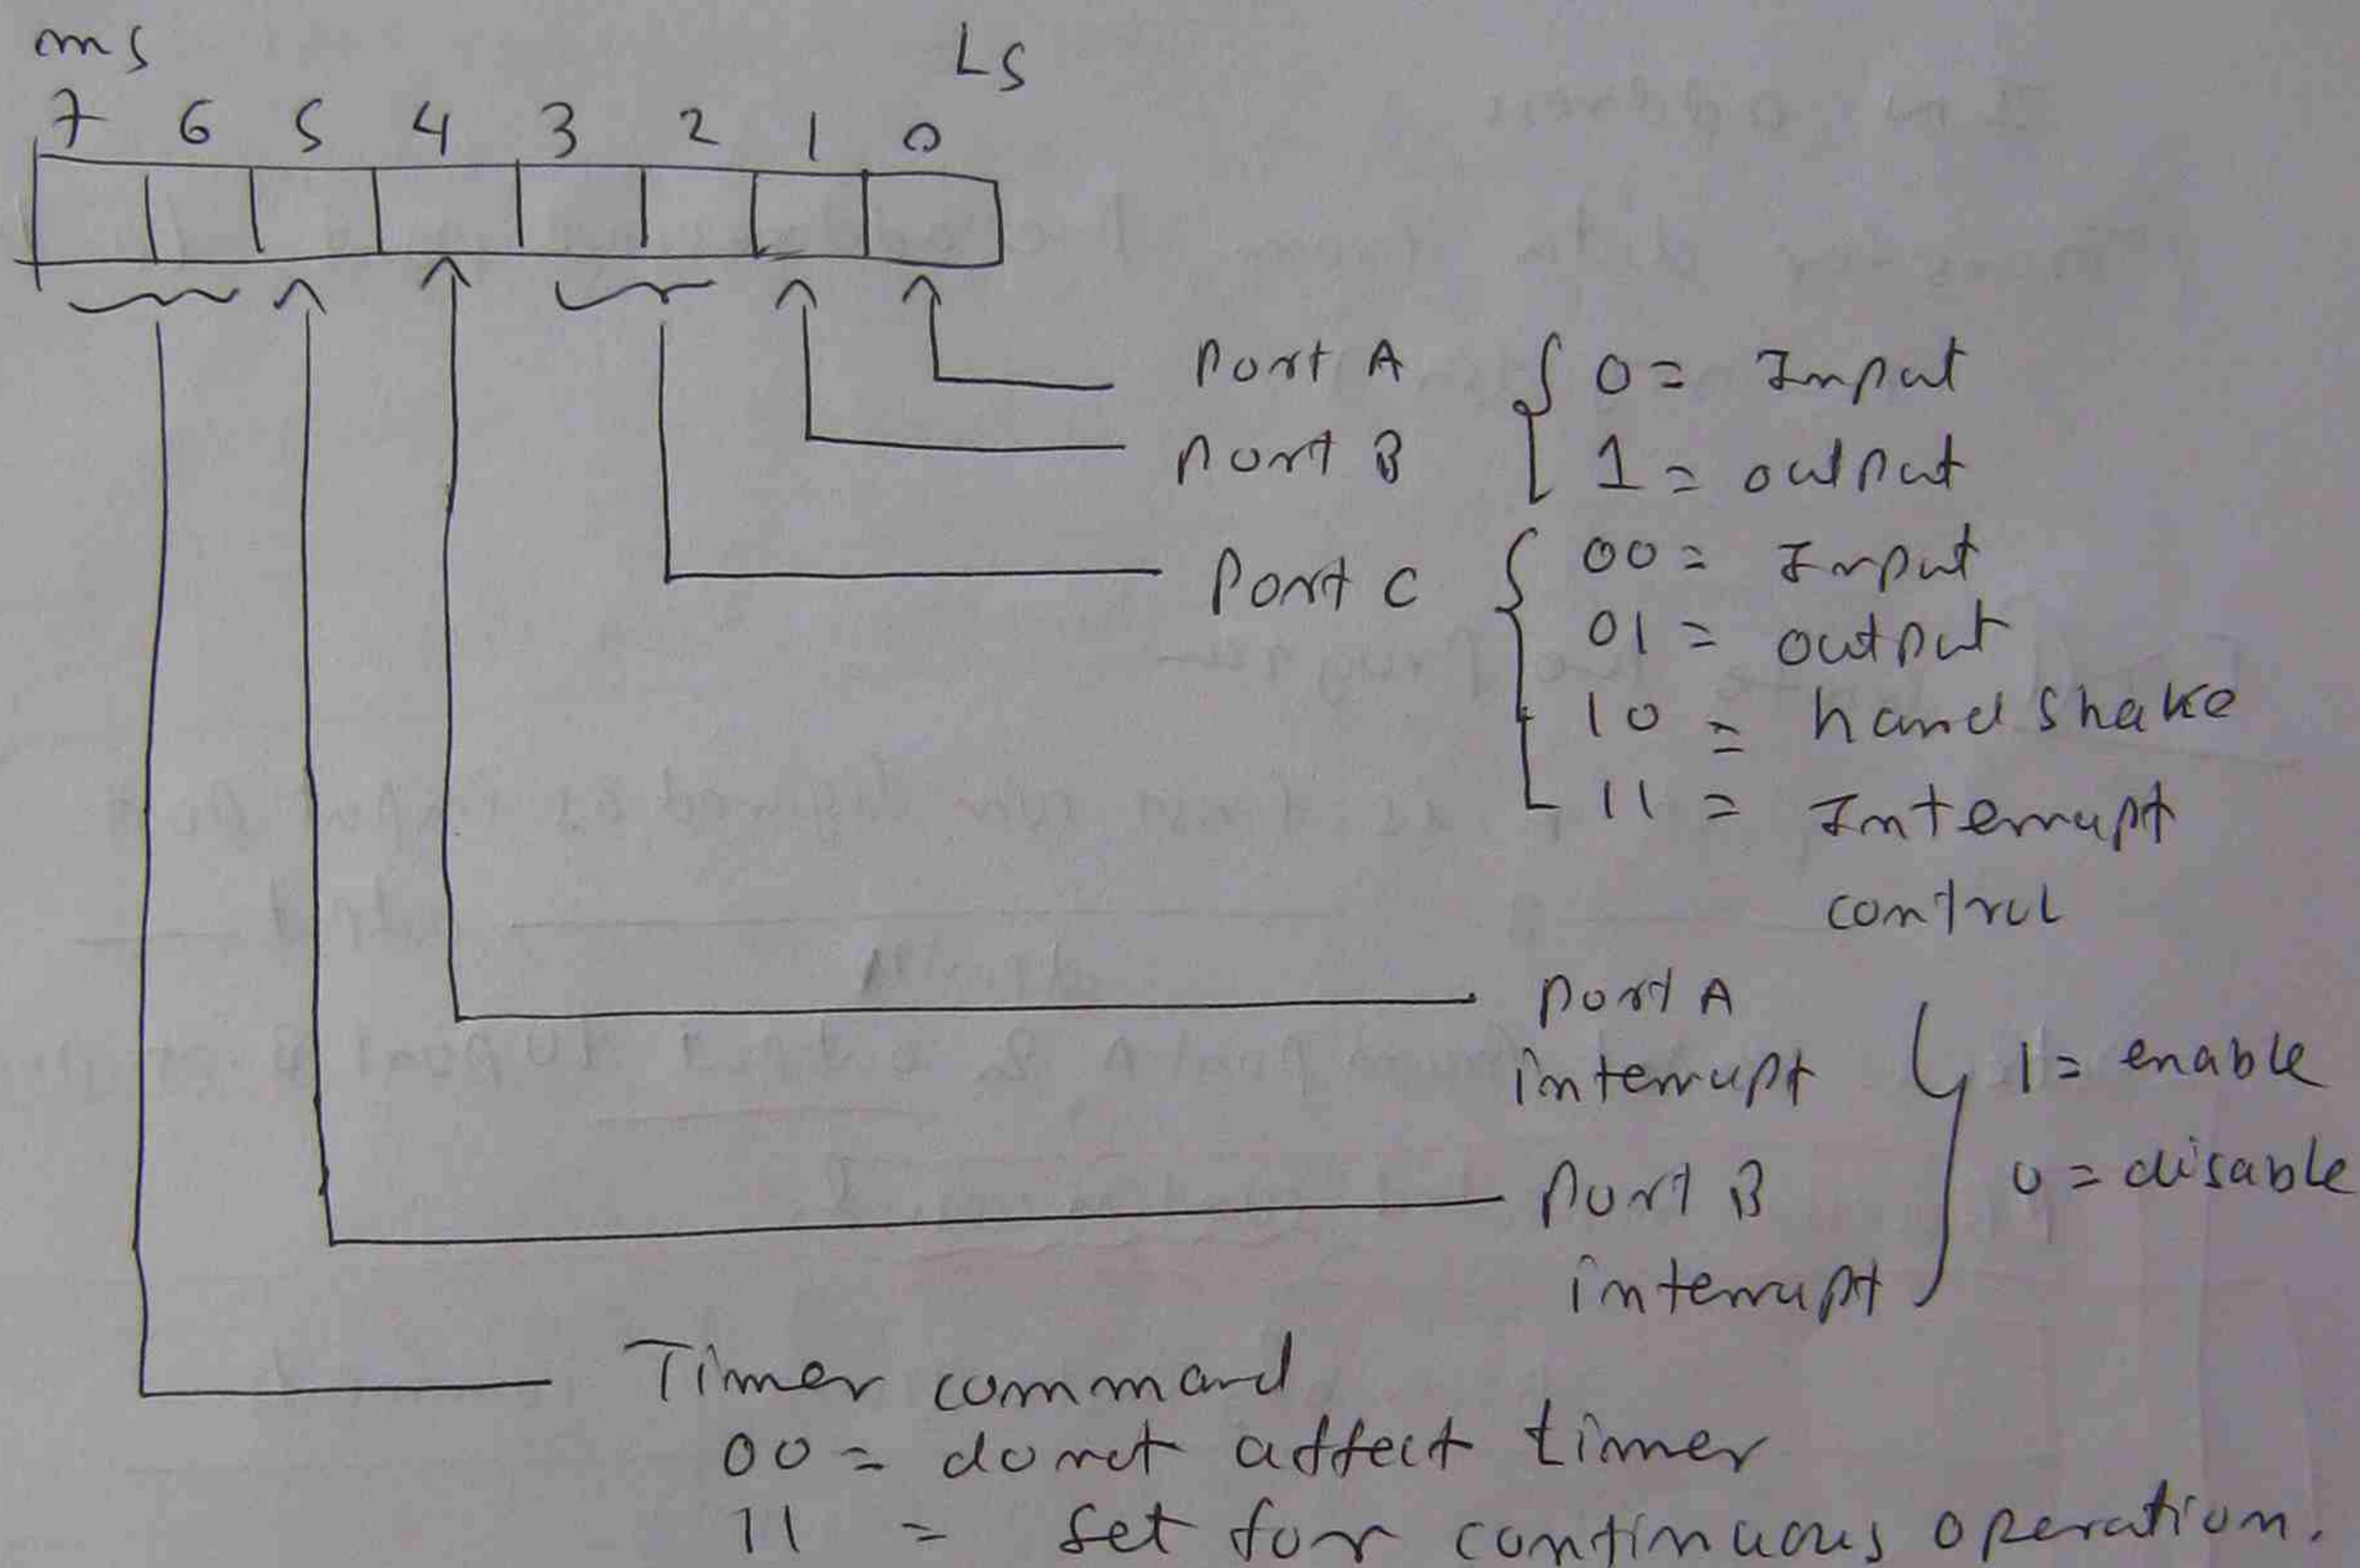 ms LS
7 6 5 4 3 2 1 0
Port A 0 = Input
Port B 1 = output
Port C 00 = Input
01 = output
10 = hand shake
11 = Interrupt
control
Port A
interrupt 1 = enable
0 = disable
Port B
interrupt
Timer command
00 = do not affect timer
11 = Set for continuous operation.